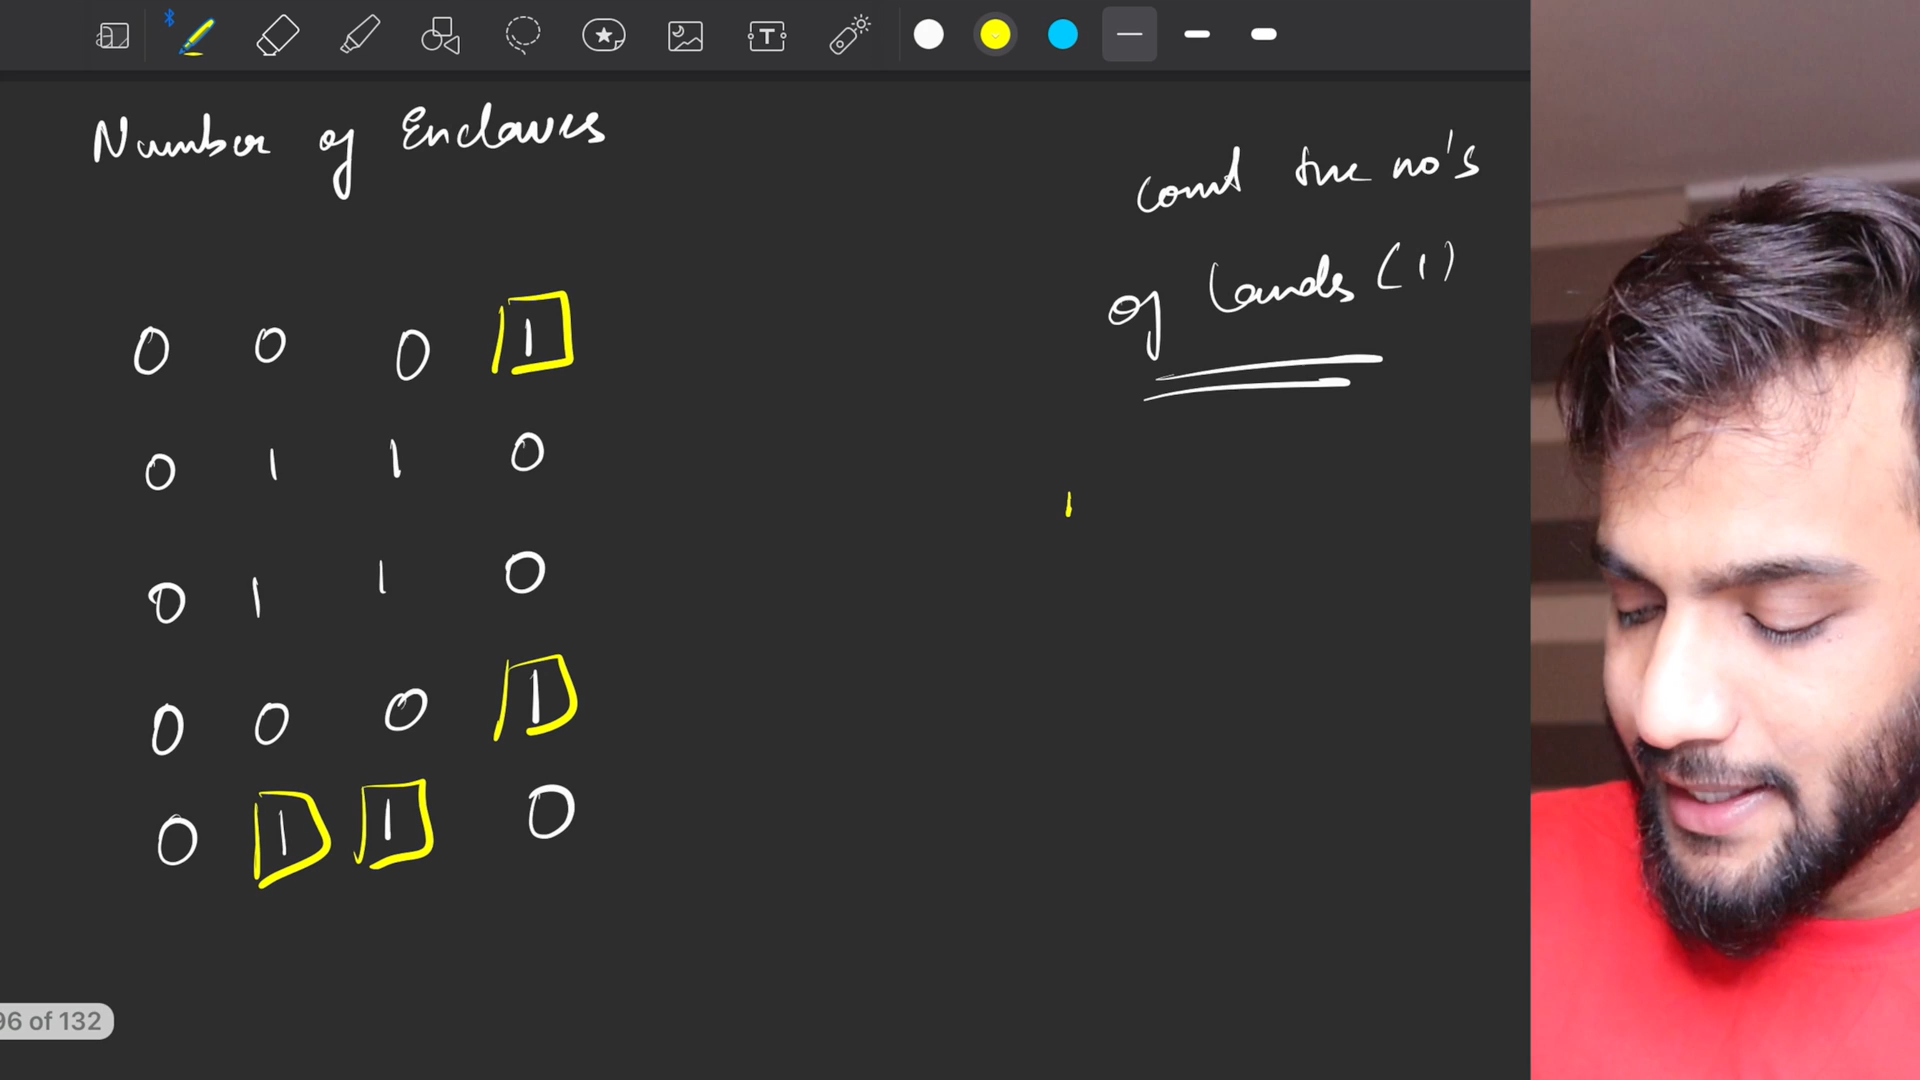 Number of Enclaves
count the no's
of lands (1)
0 0 0 1
0 1 1 0
0 1 1 0
0 0 0 1
0 1 1 0
96 of 132
T